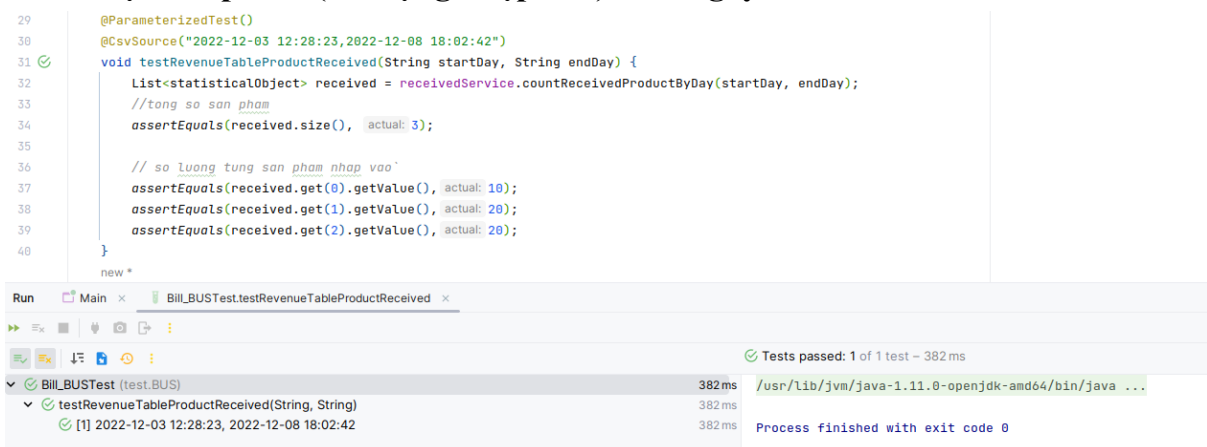 29 @ParameterizedTest()
30 @CsvSource("2022-12-03 12:28:23,2022-12-08 18:02:42")
31 void testRevenueTableProductReceived(String startDay, String endDay) {
32 List<statisticalObject> received = receivedService.countReceivedProductByDay(startDay, endDay);
33 //tong so san pham
34 assertEquals(received.size(), actual: 3);
35
36 // so luong tung san pham nhap vao`
37 assertEquals(received.get(0).getValue(), actual: 10);
38 assertEquals(received.get(1).getValue(), actual: 20);
39 assertEquals(received.get(2).getValue(), actual: 20);
40 }
new *
Run Main × Bill_BUSTest.testRevenueTableProductReceived ×
Tests passed: 1 of 1 test – 382 ms
Bill_BUSTest (test.BUS) 382 ms /usr/lib/jvm/java-1.11.0-openjdk-amd64/bin/java ...
testRevenueTableProductReceived(String, String) 382 ms
[1] 2022-12-03 12:28:23, 2022-12-08 18:02:42 382 ms Process finished with exit code 0